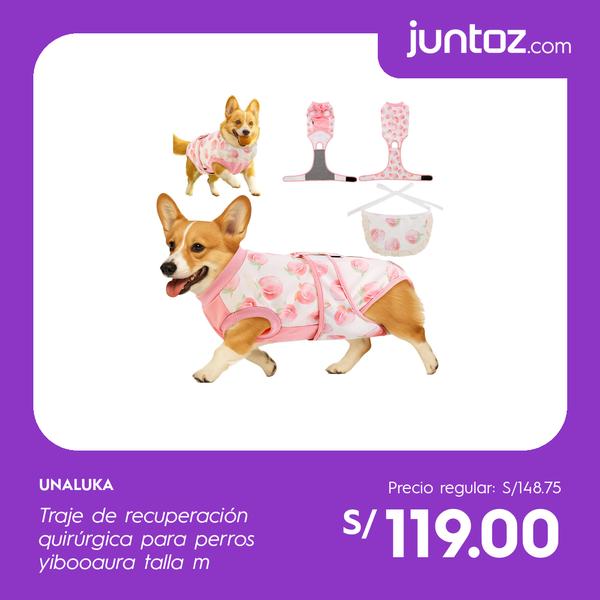 juntoz.com
UNALUKA
Traje de recuperación
quirúrgica para perros
yibooaura talla m
Precio regular: S/148.75
S/119.00